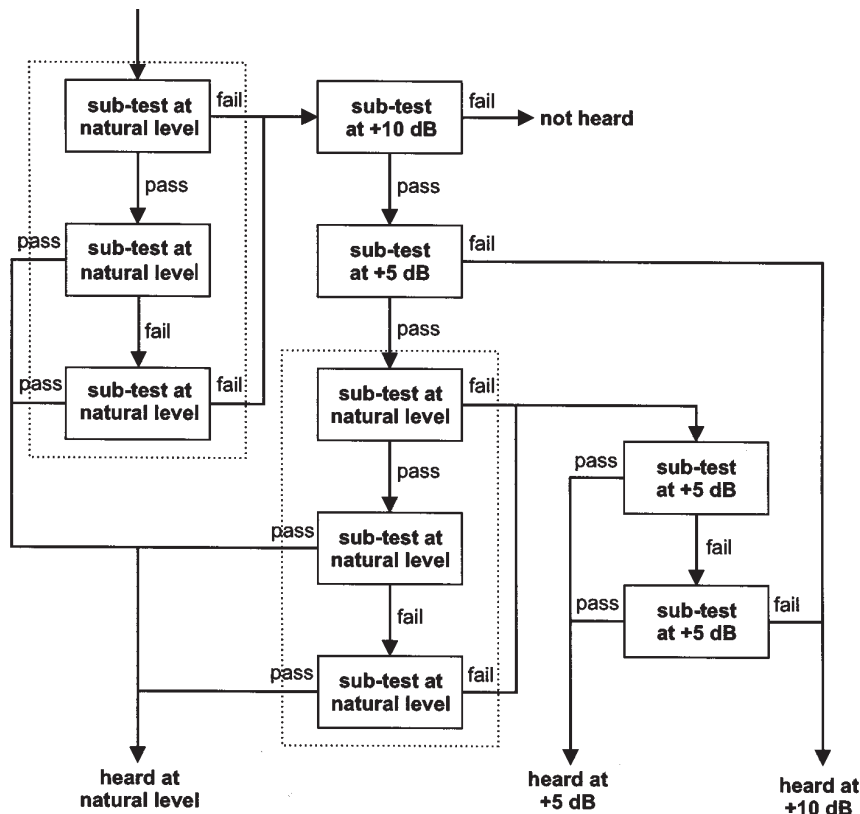 sub-test at
natural level
fail
sub-test
at +10 dB
fail
not heard
pass
pass
pass
sub-test at
natural level
sub-test
at +5 dB
fail
fail
pass
pass
sub-test at
natural level
fail
sub-test at
natural level
fail
pass
pass
sub-test
at +5 dB
pass
sub-test at
natural level
fail
fail
pass
sub-test
at +5 dB
fail
pass
sub-test at
natural level
fail
heard at
natural level
heard at
+5 dB
heard at
+10 dB